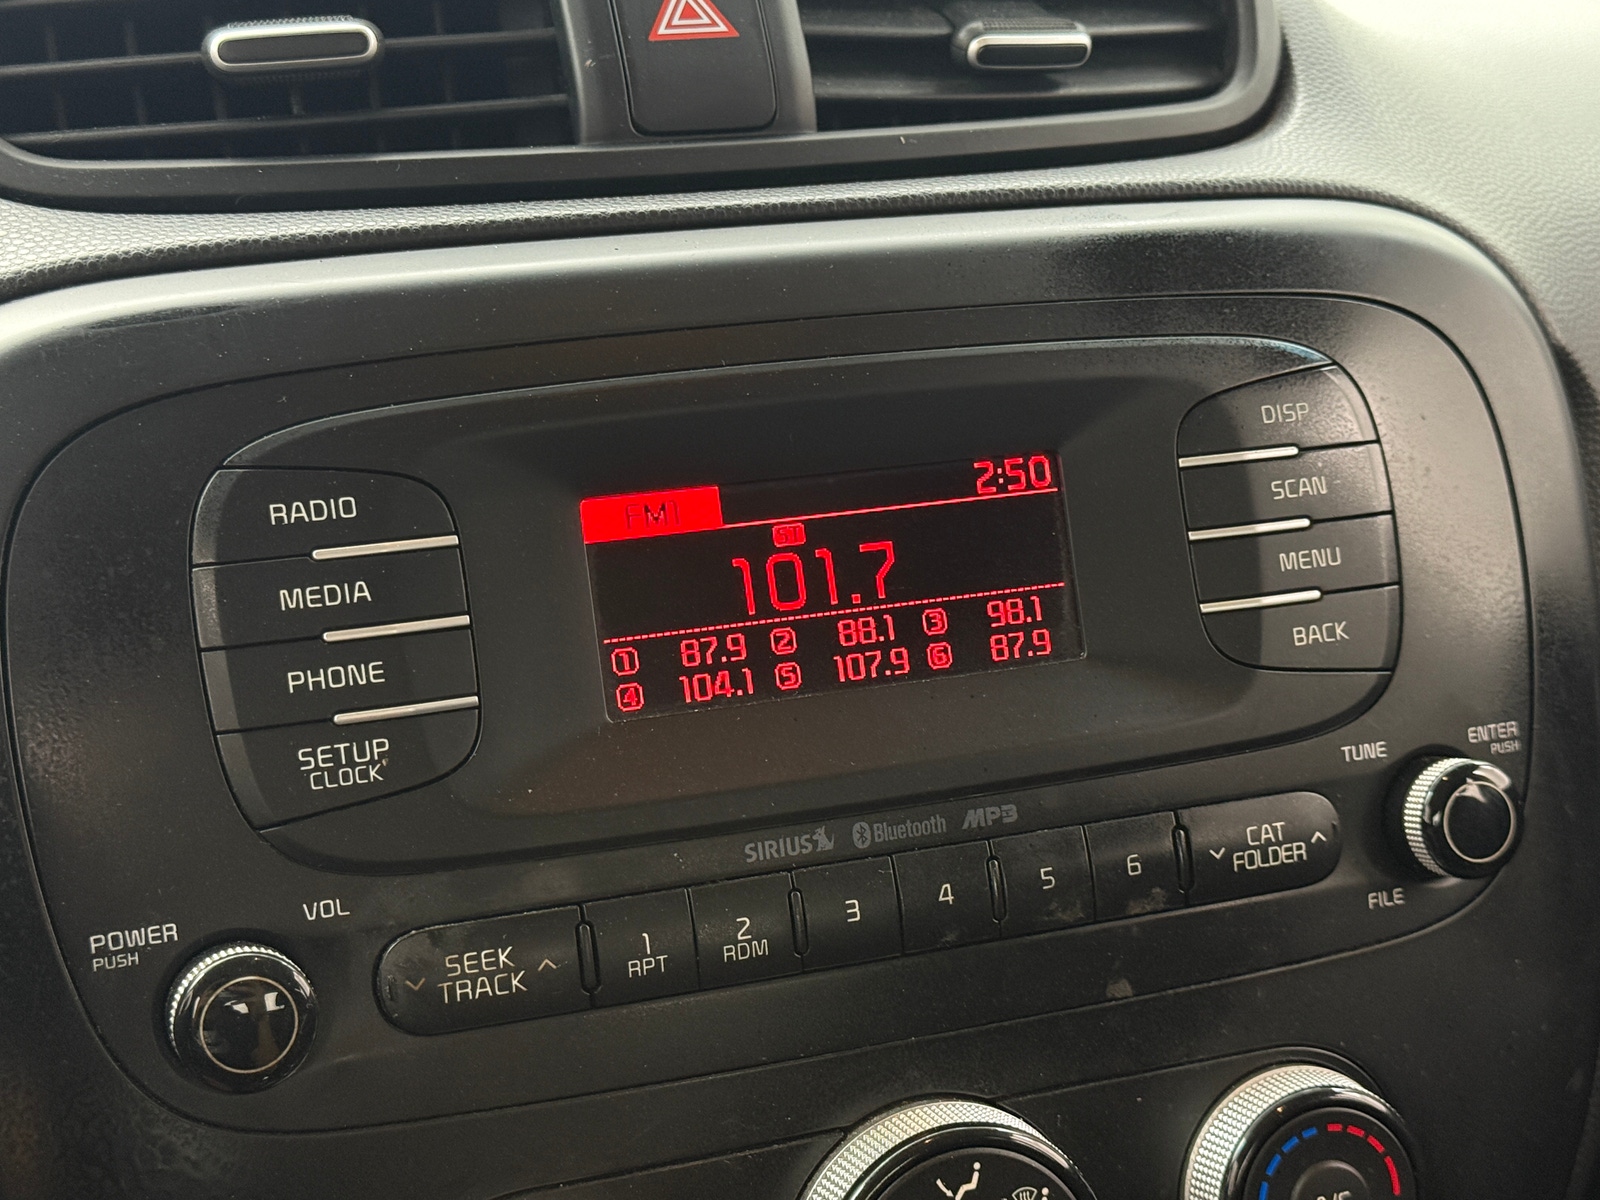 2:50
FM1
ST
101.7
1 87.9 2 88.1 3 98.1
4 104.1 5 107.9 6 87.9
RADIO
MEDIA
PHONE
SETUP
CLOCK
DISP
SCAN
MENU
BACK
TUNE
ENTER
PUSH
FILE
SIRIUS Bluetooth MP3
POWER
PUSH
VOL
SEEK
TRACK
1
RPT
2
RDM
3
4
5
6
CAT
FOLDER